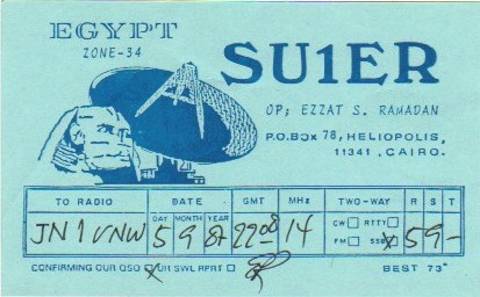 EGYPT
ZONE-34
SU1ER
OP; EZZAT S. RAMADAN
P.O.Box 78, HELIOPOLIS,
11341, CAIRO.
TO RADIO DATE GMT MHz TWO-WAY R S T
DAY MONTH YEAR CW RTTY
FM SSB
JN1VNW 5 9 87 2208 14 59-
CONFIRMING OUR QSO UR SWL RPRT BEST 73"